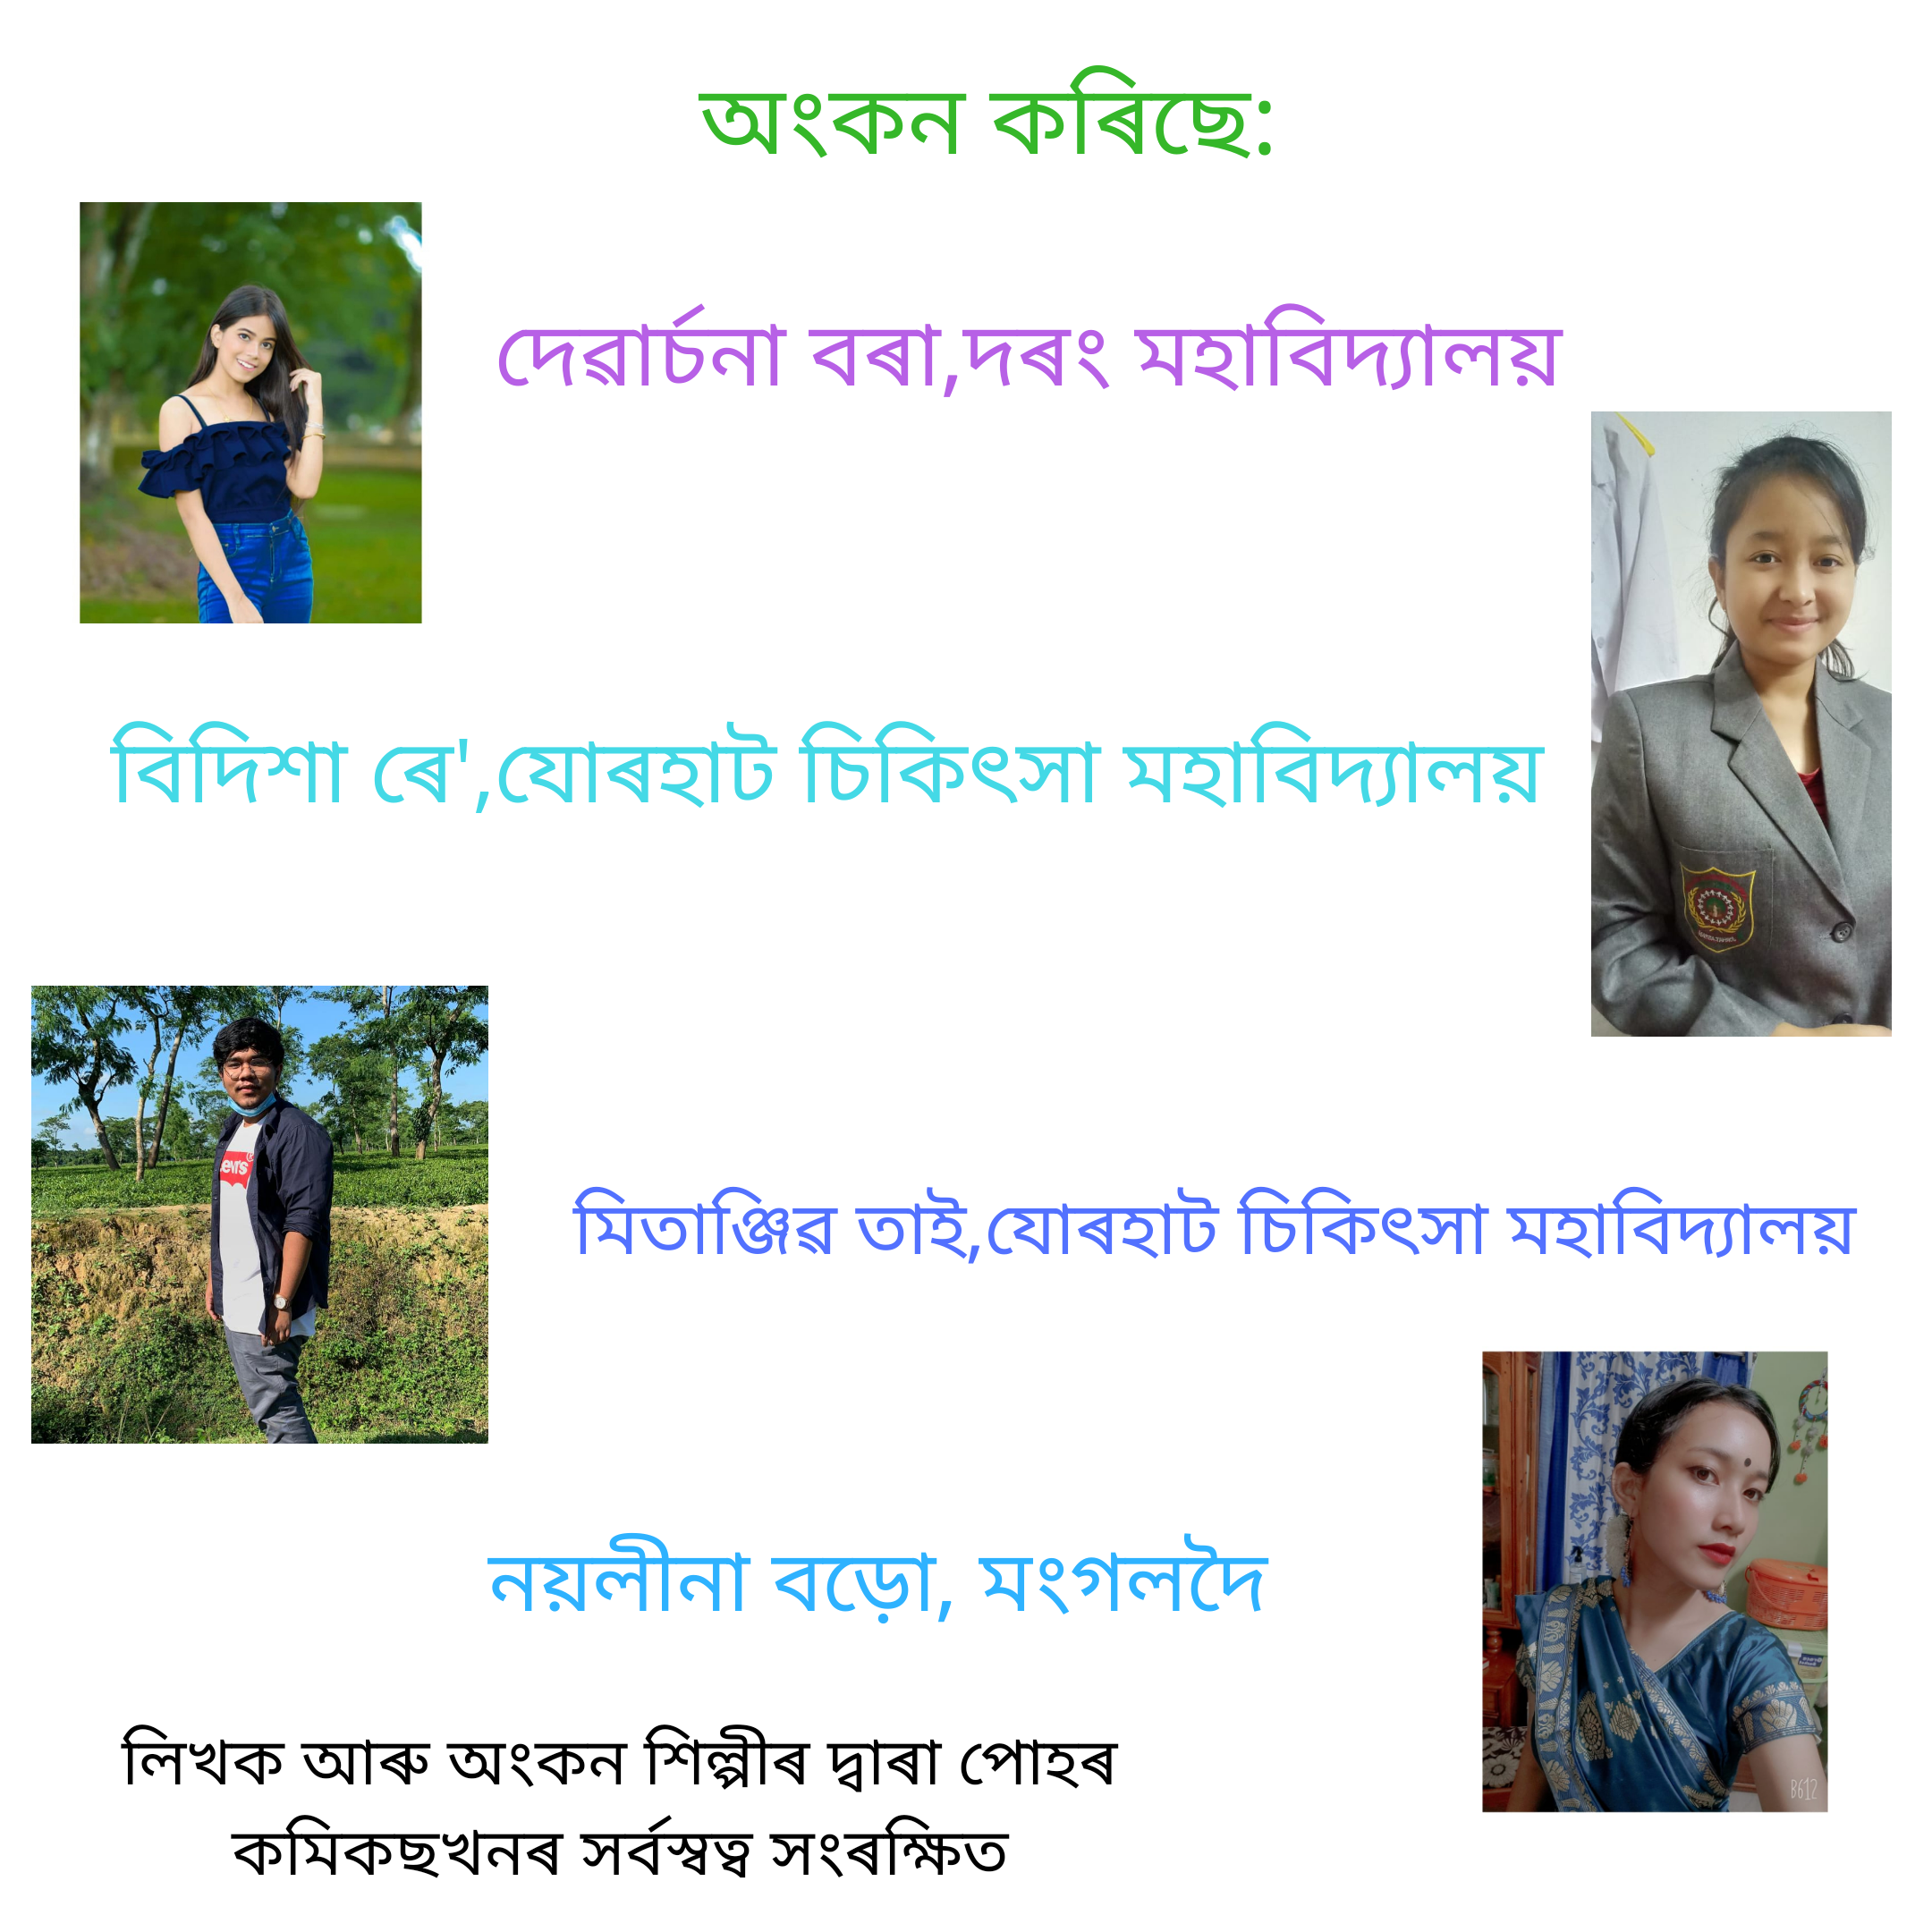 অংকন কৰিছে:
দেৱাৰ্চনা বৰা,দৰং মহাবিদ্যালয়
বিদিশা ৰে',যোৰহাট চিকিৎসা মহাবিদ্যালয়
মিতাঞ্জিৱ তাই,যোৰহাট চিকিৎসা মহাবিদ্যালয়
নয়লীনা বড়ো, মংগলদৈ
লিখক আৰু অংকন শিল্পীৰ দ্বাৰা পোহৰ
কমিকছখনৰ সৰ্বস্বত্ব সংৰক্ষিত
B612